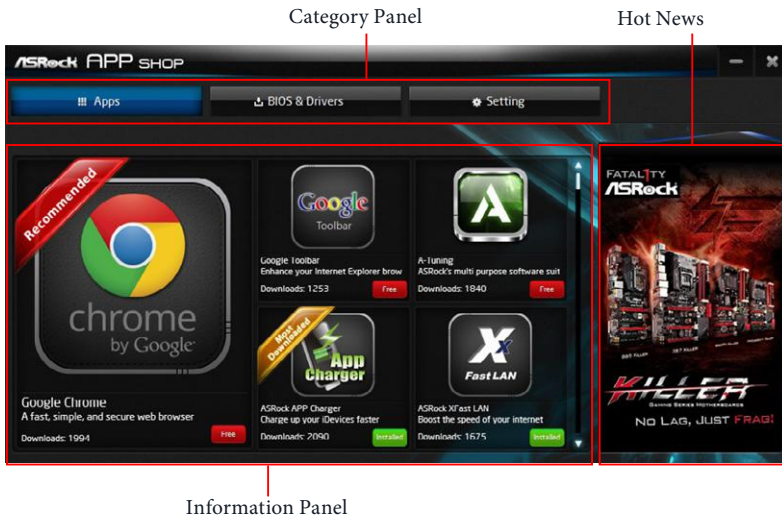 Category Panel
Hot News
ASRock APP SHOP
Apps
BIOS & Drivers
Setting
Recommended
chrome
by Google
Google Chrome
A fast, simple, and secure web browser
Downloads: 1994
Free
Google
Toolbar
Google Toolbar
Enhance your Internet Explorer brow
Downloads: 1253
Free
A-Tuning
ASRock's multi purpose software suit
Downloads: 1840
Free
Most
Downloaded
App
Charger
ASRock APP Charger
Charge up your iDevices faster
Downloads: 2090
Installed
Fast LAN
ASRock XFast LAN
Boost the speed of your internet
Downloads: 1675
Installed
FATAL1TY
ASRock
KILLER
GAMING SERIES MOTHERBOARDS
NO LAG, JUST FRAG!
Information Panel